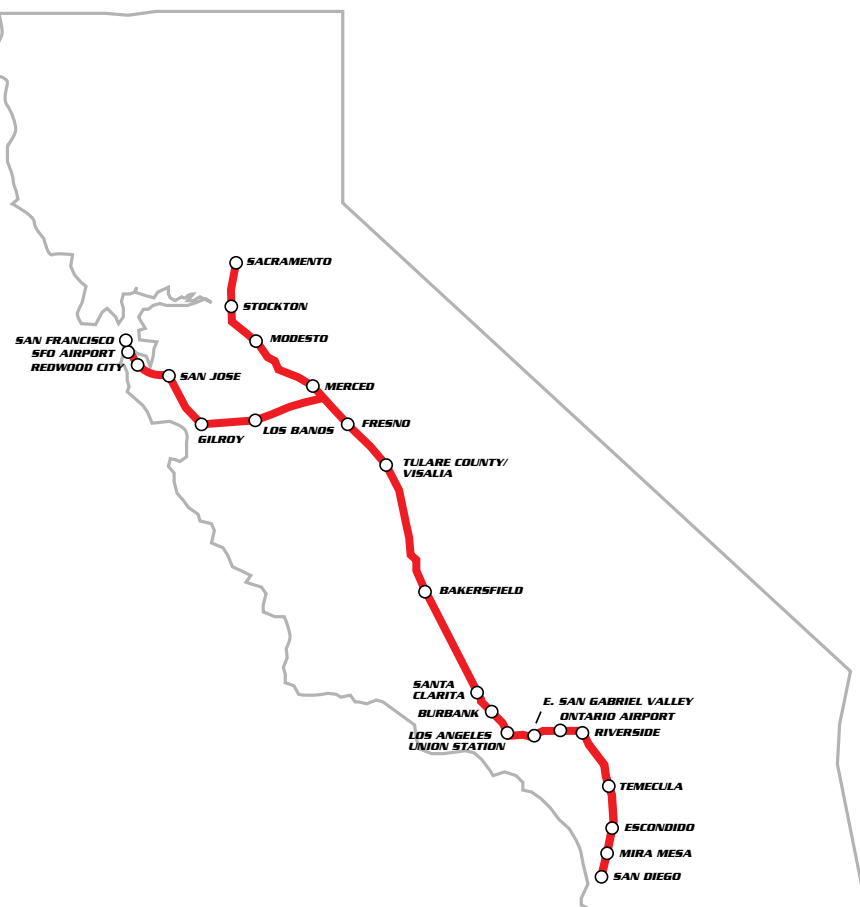 SACRAMENTO
STOCKTON
MODESTO
SAN FRANCISCO
SFO AIRPORT
REDWOOD CITY
SAN JOSE
MERCED
GILROY
LOS BANOS
FRESNO
TULARE COUNTY/
VISALIA
BAKERSFIELD
SANTA
CLARITA
BURBANK
LOS ANGELES
UNION STATION
E. SAN GABRIEL VALLEY
ONTARIO AIRPORT
RIVERSIDE
TEMECULA
ESCONDIDO
MIRA MESA
SAN DIEGO